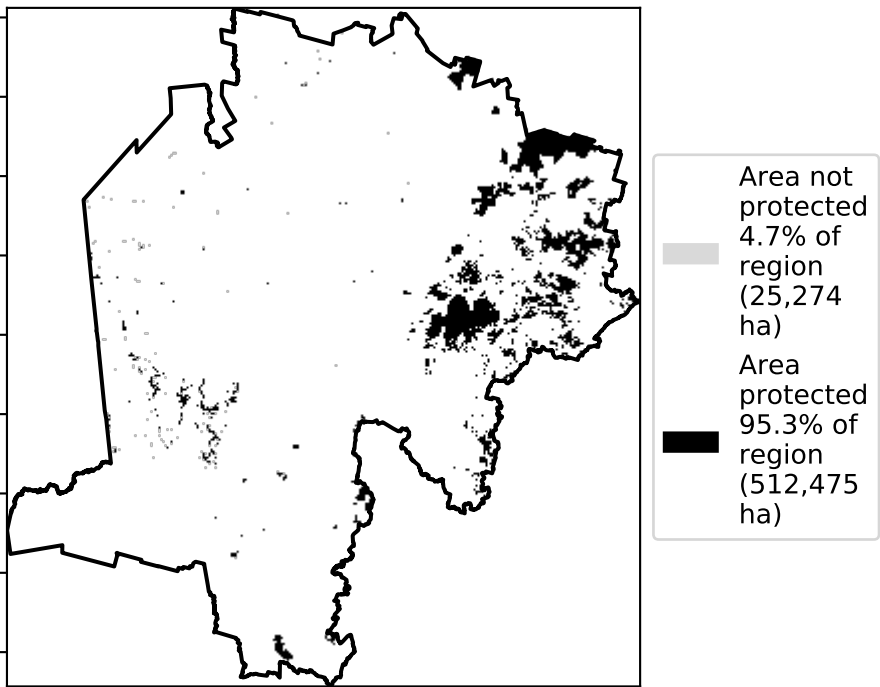 Area not
protected
4.7% of
region
(25,274
ha)
Area
protected
95.3% of
region
(512,475
ha)